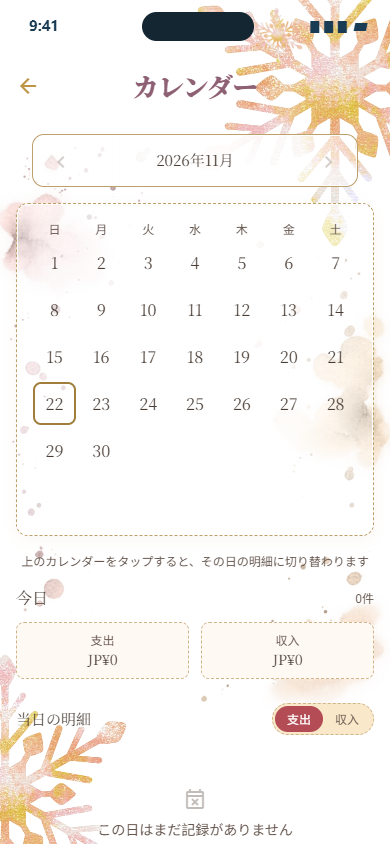 9:41
カレンダー
2026年11月
日 月 火 水 木 金 土
1 2 3 4 5 6 7
8 9 10 11 12 13 14
15 16 17 18 19 20 21
22 23 24 25 26 27 28
29 30
上のカレンダーをタップすると、その日の明細に切り替わります
今日 0件
支出 収入
JP¥0 JP¥0
当日の明細 支出 収入
この日はまだ記録がありません